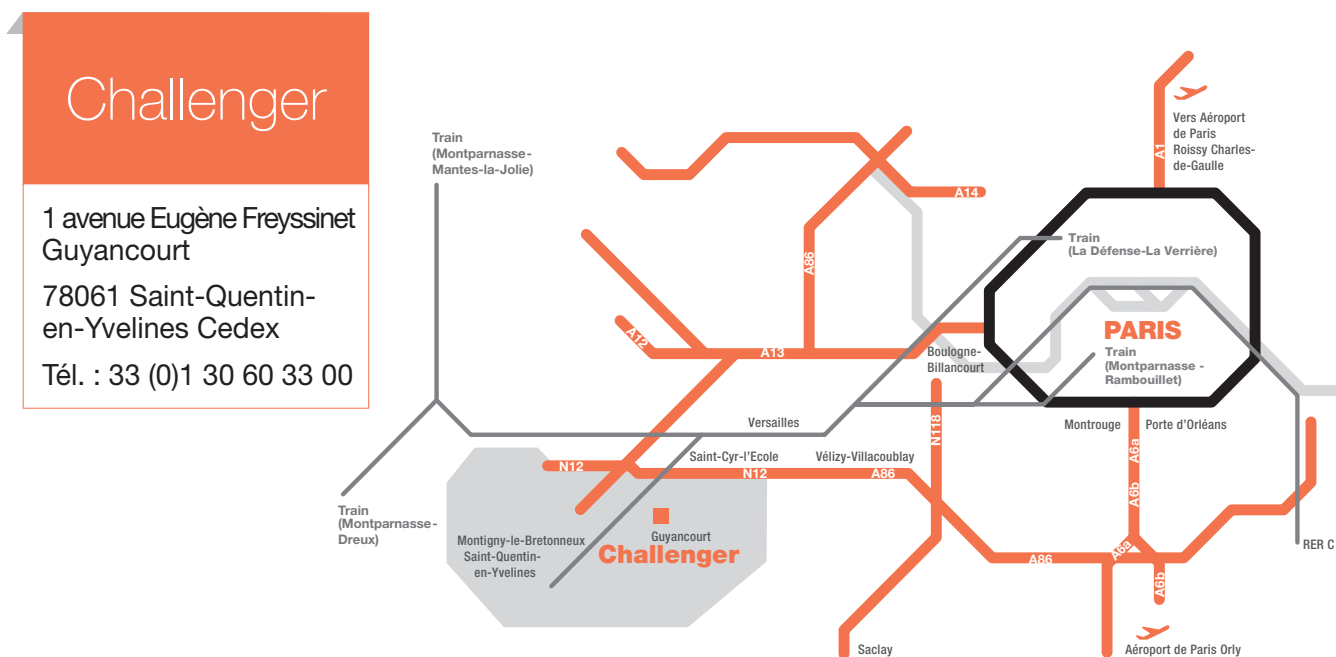 Challenger
1 avenue Eugène Freyssinet
Guyancourt
78061 Saint-Quentin-
en-Yvelines Cedex
Tél. : 33 (0)1 30 60 33 00
Train
(Montparnasse-
Mantes-la-Jolie)
Vers Aéroport
de Paris
Roissy Charles-
de-Gaulle
A1
A14
A86
Train
(La Défense-La Verrière)
A12
A13
Boulogne-
Billancourt
PARIS
Train
(Montparnasse -
Rambouillet)
N118
Versailles
Montrouge
Porte d'Orléans
A6a
A6b
Saint-Cyr-l'Ecole
Vélizy-Villacoublay
N12
N12
A86
Train
(Montparnasse-
Dreux)
Montigny-le-Bretonneux
Saint-Quentin-
en-Yvelines
Guyancourt
Challenger
A86
A6a
A6b
RER C
Saclay
Aéroport de Paris Orly